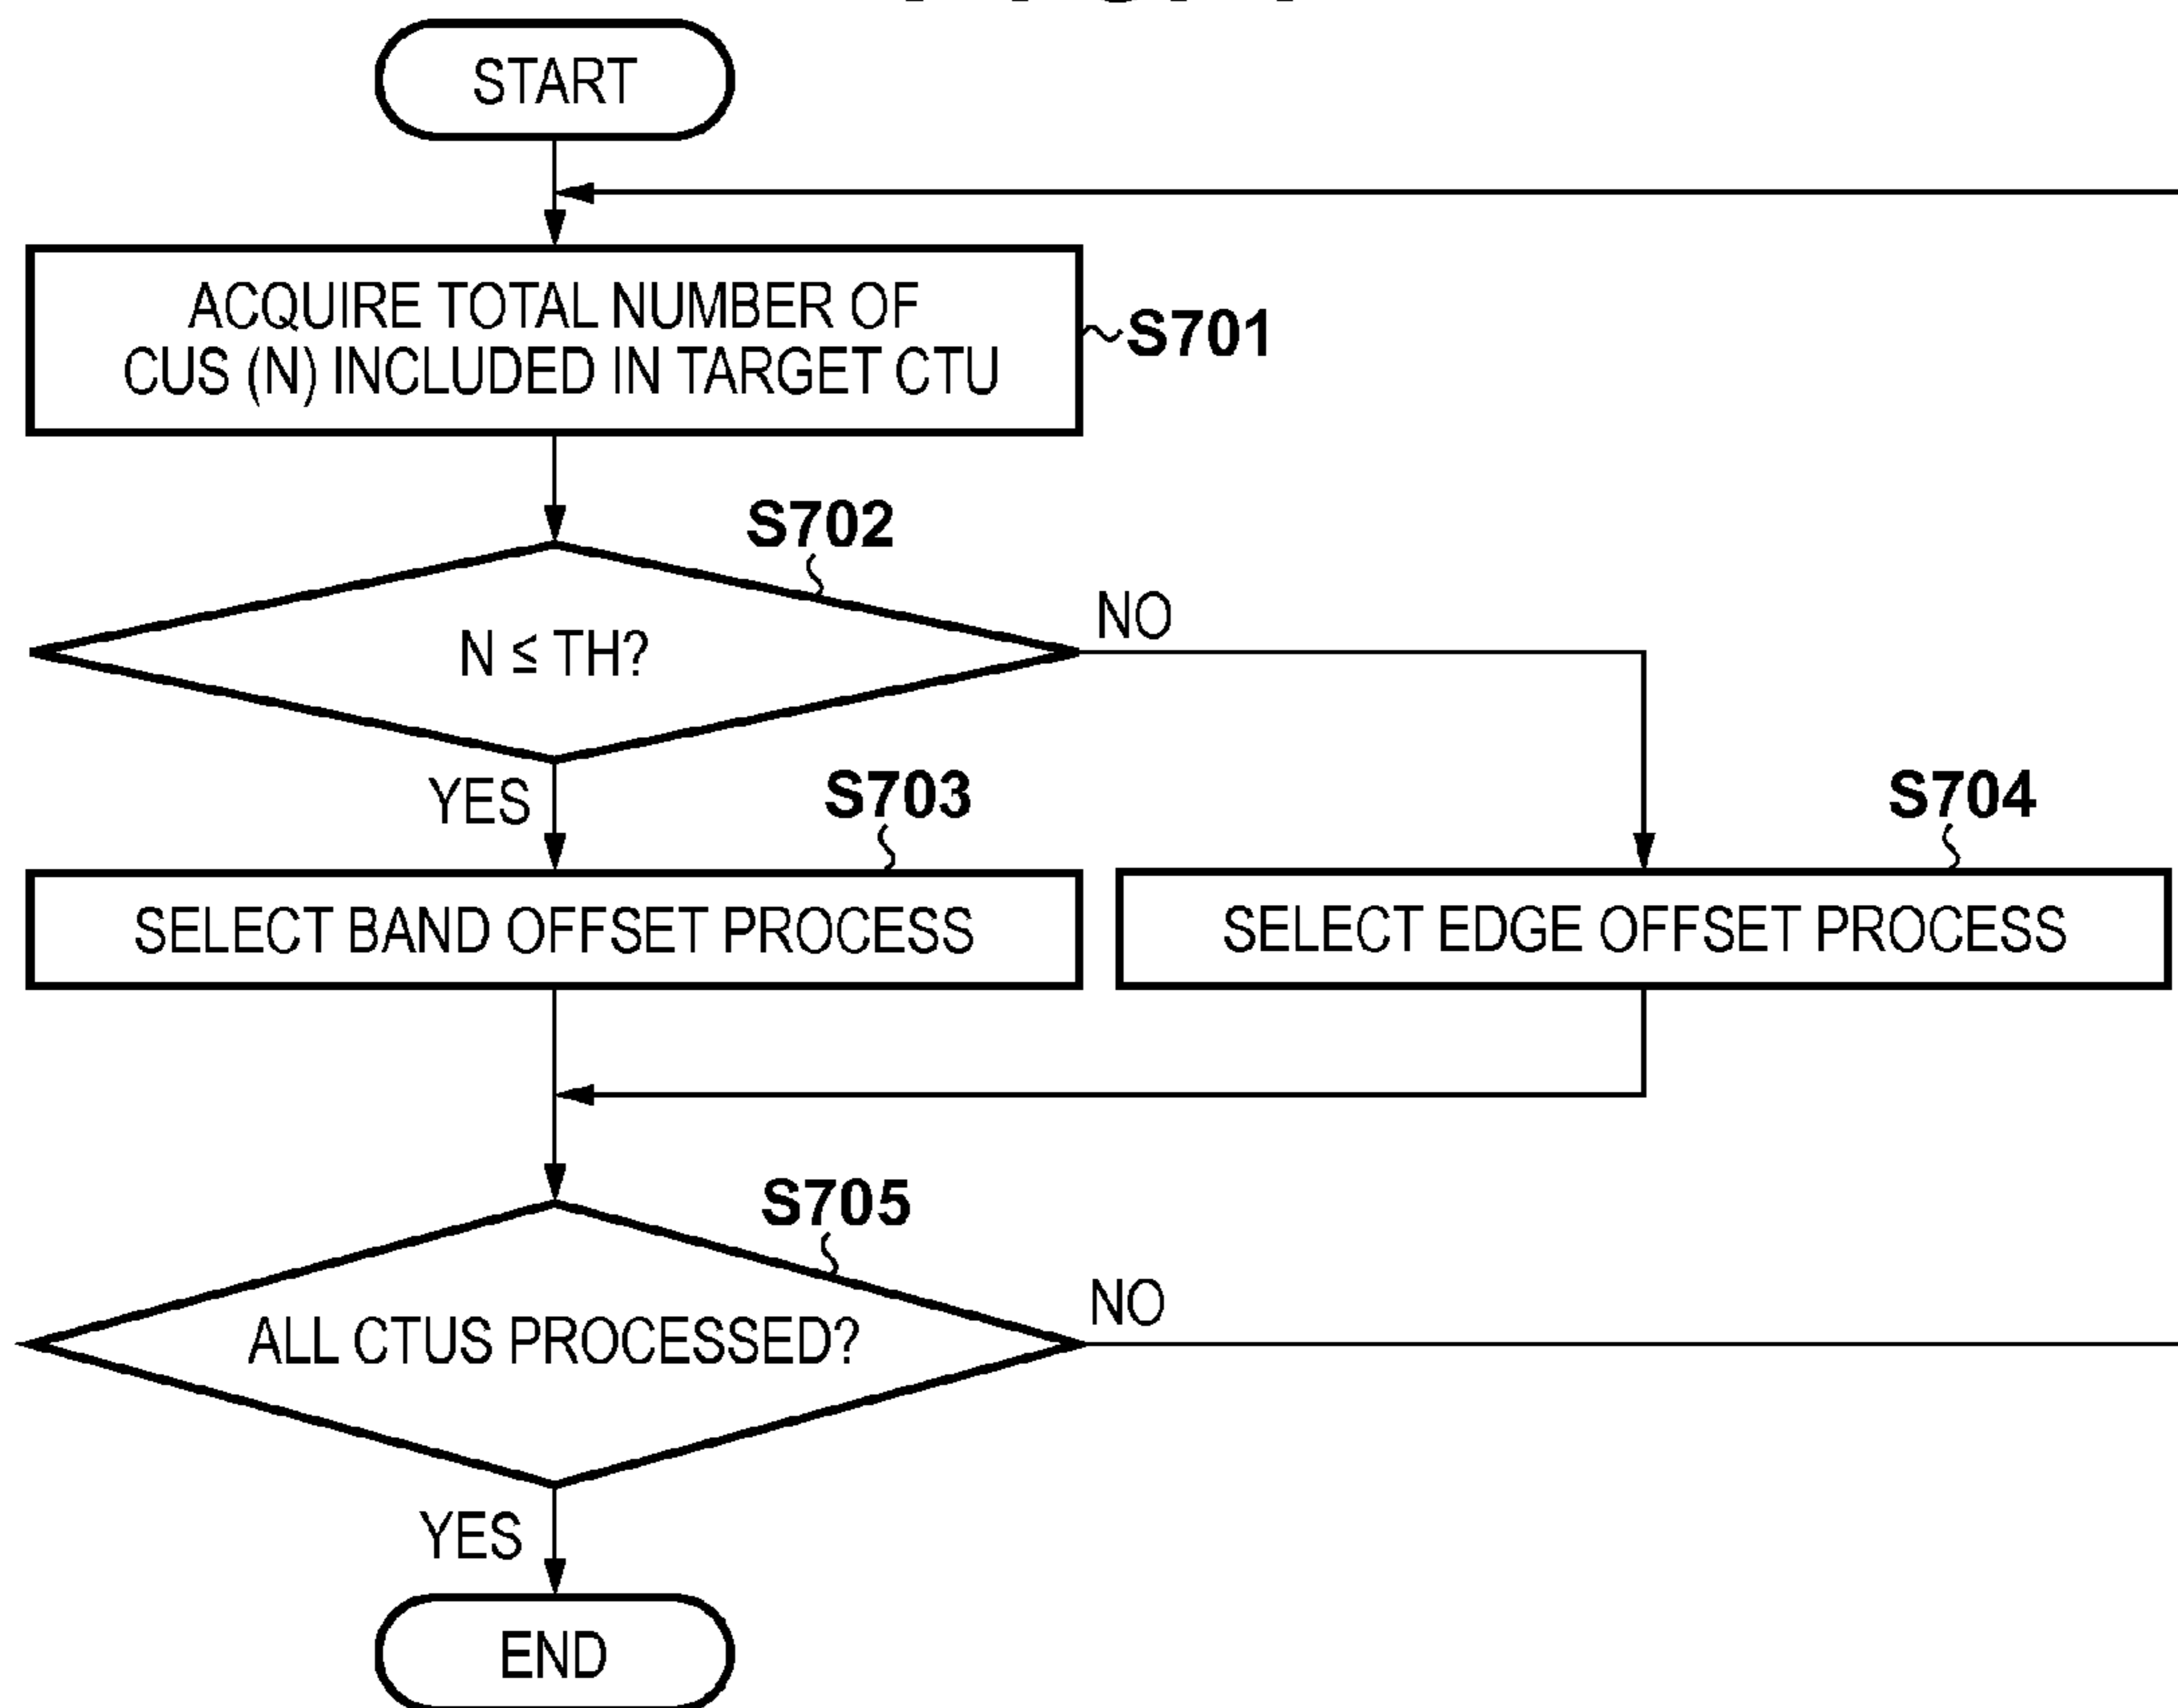 START
ACQUIRE TOTAL NUMBER OF
CUS (N) INCLUDED IN TARGET CTU
S701
S702
N ≤ TH?
NO
YES
S703
SELECT BAND OFFSET PROCESS
S704
SELECT EDGE OFFSET PROCESS
S705
ALL CTUS PROCESSED?
NO
YES
END